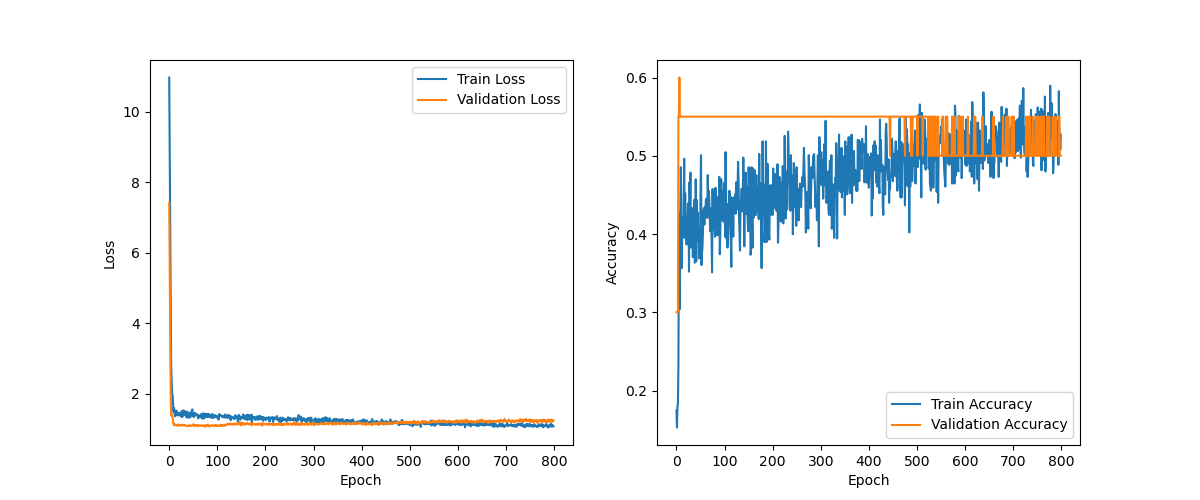 Train Loss
Validation Loss
10
8
6
4
2
Loss
0 100 200 300 400 500 600 700 800
Epoch
0.6
0.5
0.4
0.3
0.2
Accuracy
Train Accuracy
Validation Accuracy
0 100 200 300 400 500 600 700 800
Epoch